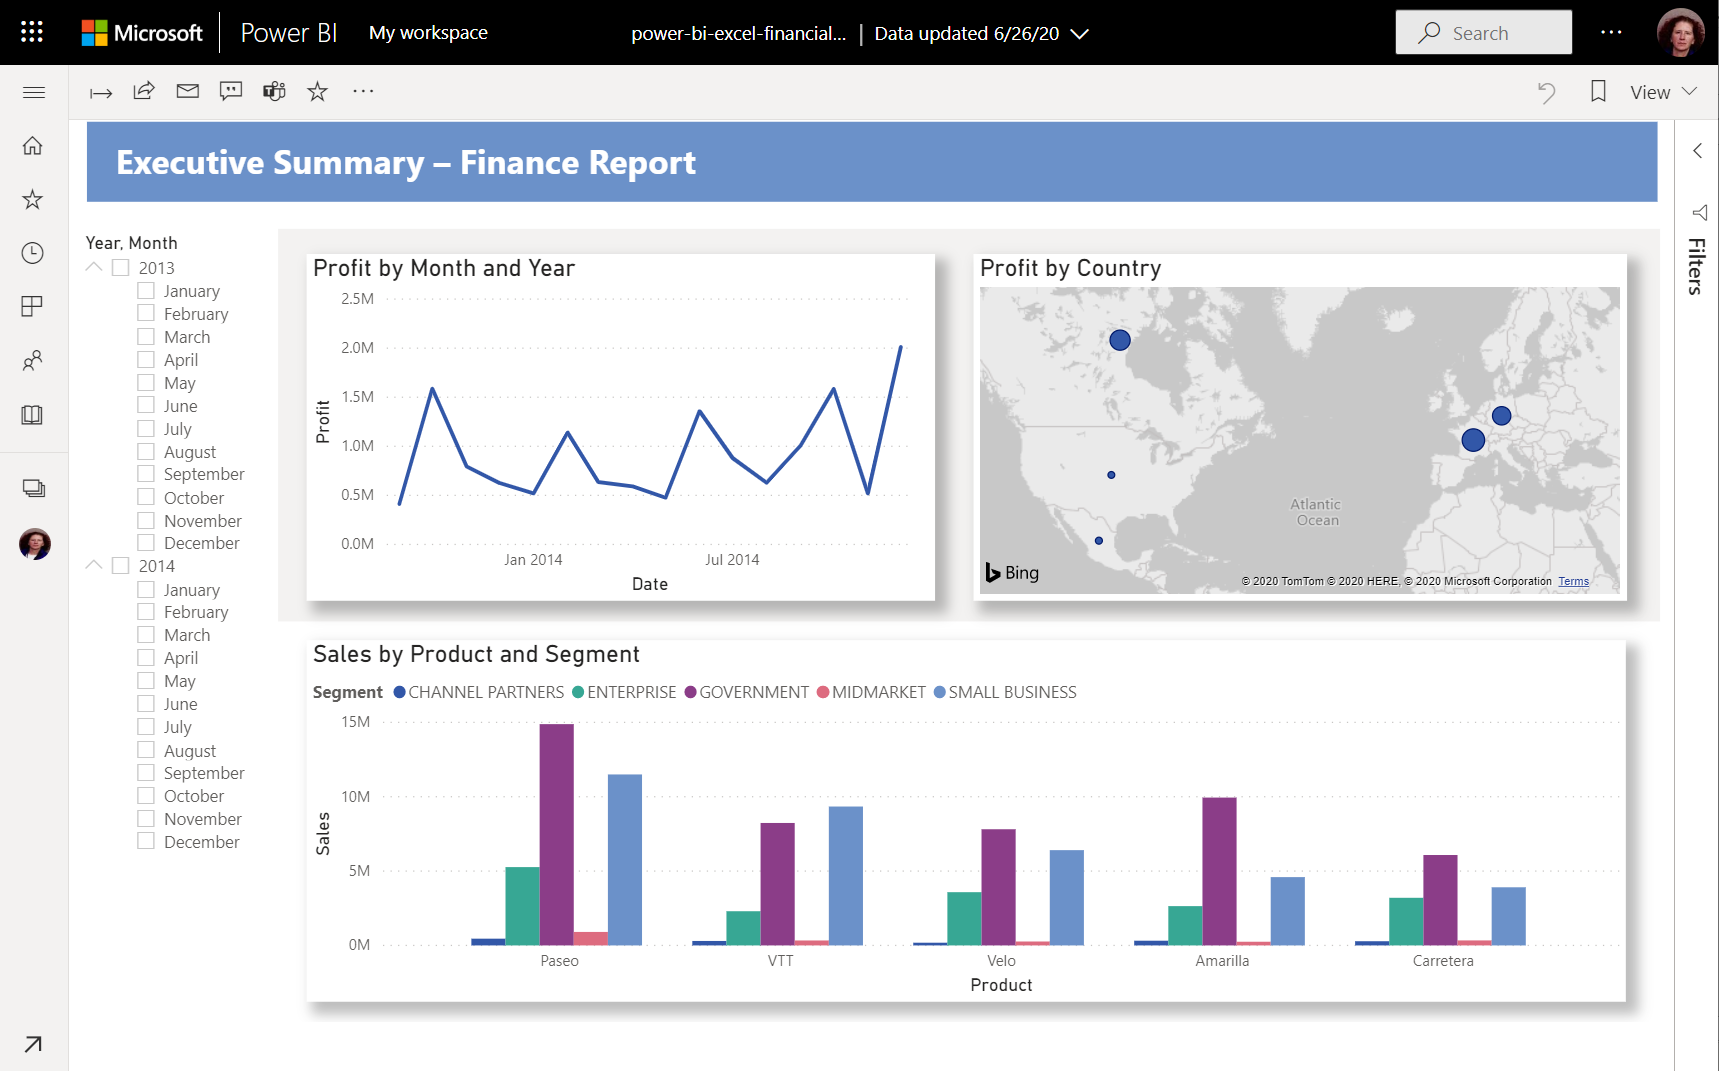 Microsoft Power BI My workspace power-bi-excel-financial... | Data updated 6/26/20 Search
View
Executive Summary – Finance Report
Filters
Year, Month
2013
January
February
March
April
May
June
July
August
September
October
November
December
2014
January
February
March
April
May
June
July
August
September
October
November
December
Profit by Month and Year
2.5M
2.0M
1.5M
1.0M
0.5M
0.0M
Profit
Jan 2014 Jul 2014
Date
Profit by Country
Atlantic
Ocean
Bing
© 2020 TomTom © 2020 HERE, © 2020 Microsoft Corporation Terms
Sales by Product and Segment
Segment CHANNEL PARTNERS ENTERPRISE GOVERNMENT MIDMARKET SMALL BUSINESS
15M
10M
5M
0M
Sales
Paseo VTT Velo Amarilla Carretera
Product